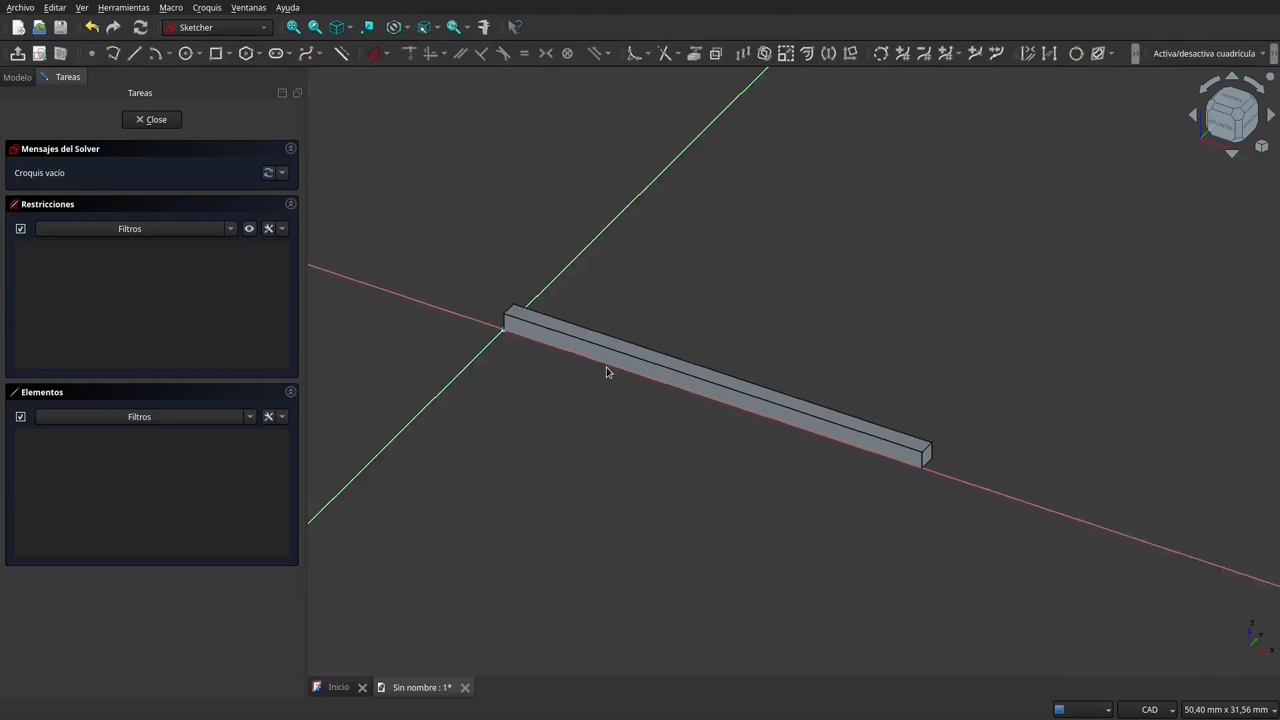 Archivo Editar Ver Herramientas Macro Croquis Ventanas Ayuda
Sketcher
Activa/desactiva cuadrícula
Modelo Tareas
Tareas
Close
Mensajes del Solver
Croquis vacío
Restricciones
Filtros
Elementos
Filtros
FRONTAL
Z
Y
X
Inicio Sin nombre : 1*
CAD 50,40 mm x 31,56 mm